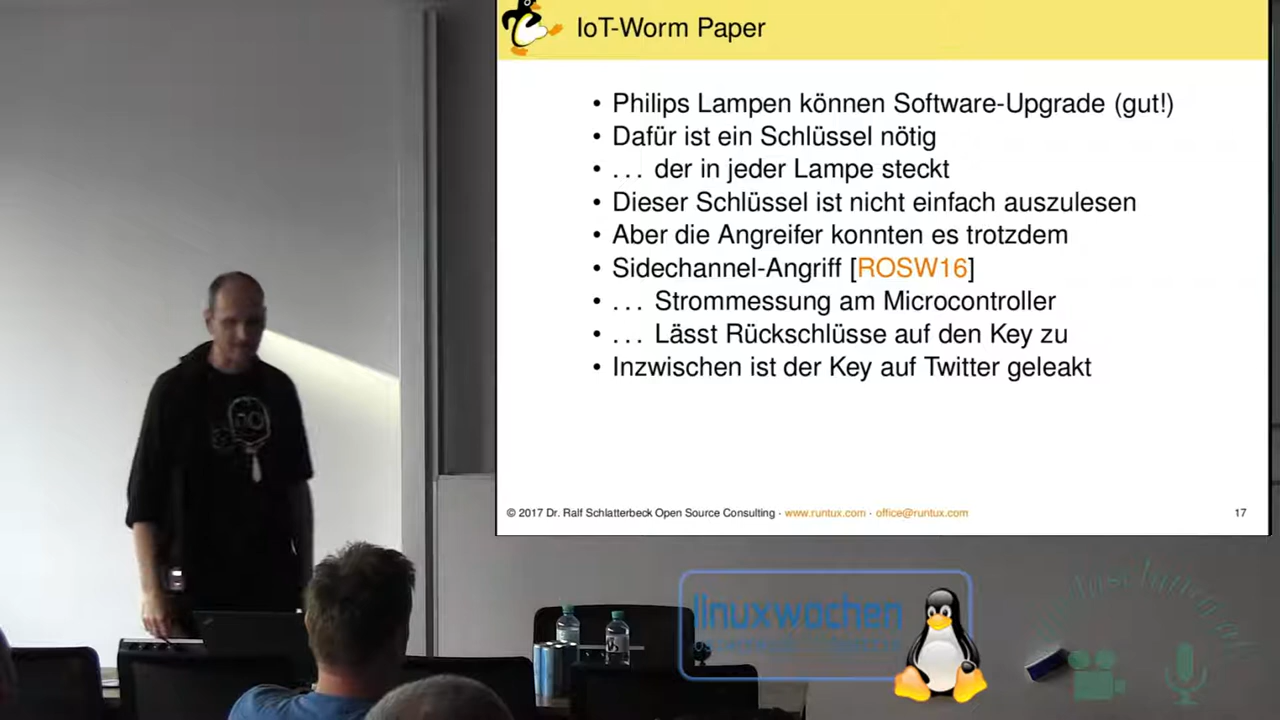 IoT-Worm Paper
• Philips Lampen können Software-Upgrade (gut!)
• Dafür ist ein Schlüssel nötig
• . . . der in jeder Lampe steckt
• Dieser Schlüssel ist nicht einfach auszulesen
• Aber die Angreifer konnten es trotzdem
• Sidechannel-Angriff [ROSW16]
• . . . Strommessung am Microcontroller
• . . . Lässt Rückschlüsse auf den Key zu
• Inzwischen ist der Key auf Twitter geleakt
© 2017 Dr. Ralf Schlatterbeck Open Source Consulting · www.runtux.com · office@runtux.com 17
linuxwochen